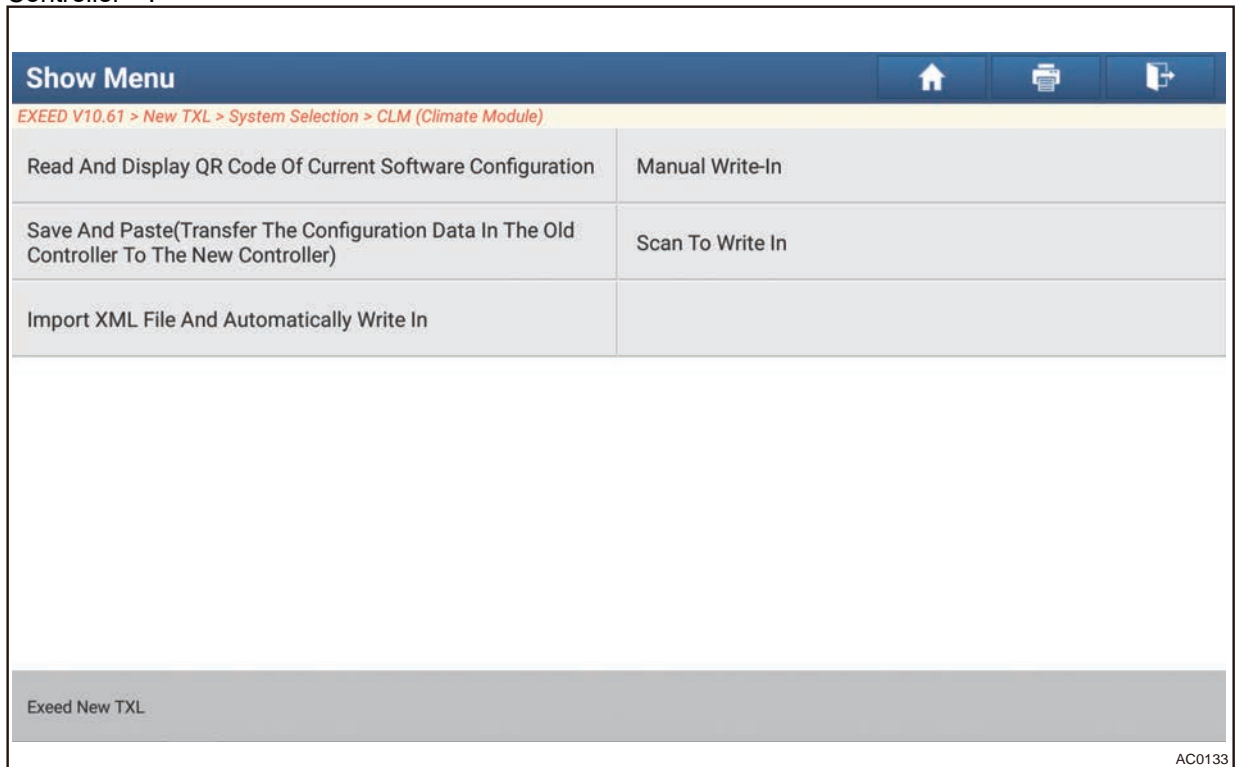 Show Menu
EXEED V10.61 > New TXL > System Selection > CLM (Climate Module)
Read And Display QR Code Of Current Software Configuration
Manual Write-In
Save And Paste(Transfer The Configuration Data In The Old
Controller To The New Controller)
Scan To Write In
Import XML File And Automatically Write In
Exeed New TXL
AC0133